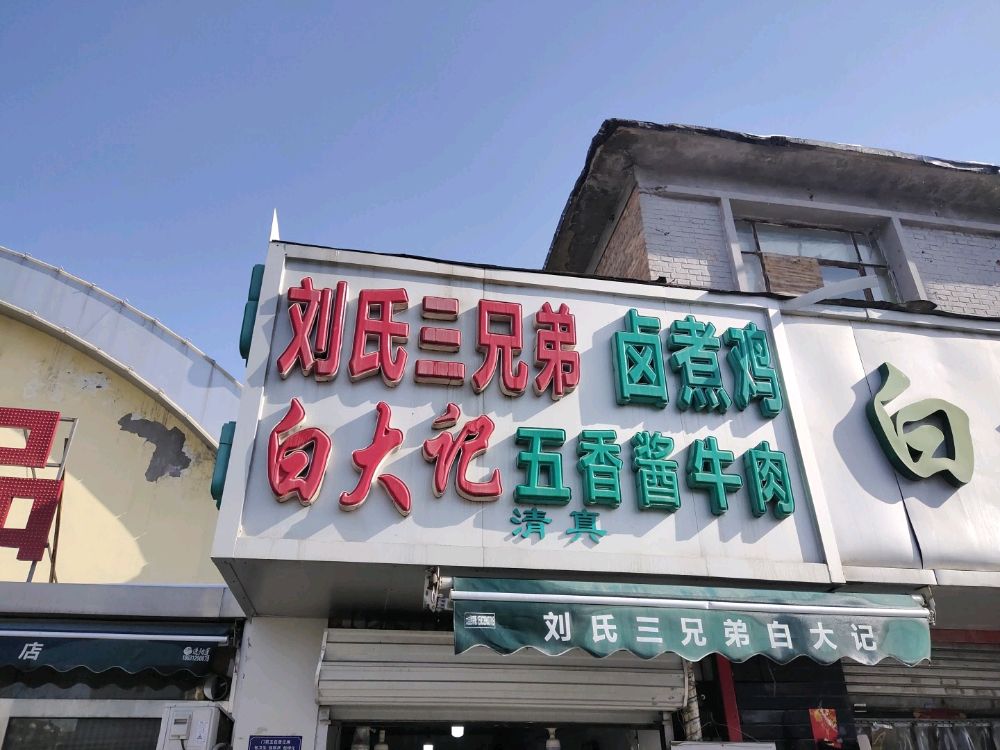 刘氏三兄弟 卤煮鸡
白大记 五香酱牛肉
清真
白
刘氏三兄弟白大记
店